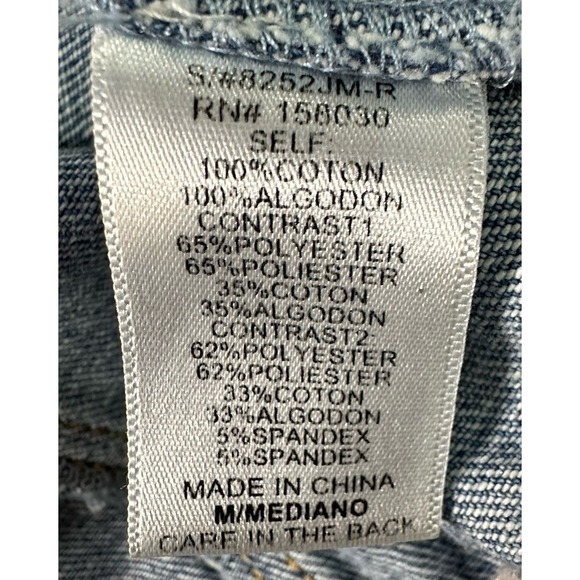 S/#8252JM-R
RN# 158030
SELF:
100%COTON
100%ALGODON
CONTRAST1
65%POLYESTER
65%POLIESTER
35%COTON
35%ALGODON
CONTRAST2
62%POLYESTER
62%POLIESTER
33%COTON
33%ALGODON
5%SPANDEX
5%SPANDEX
MADE IN CHINA
M/MEDIANO
CARE IN THE BACK